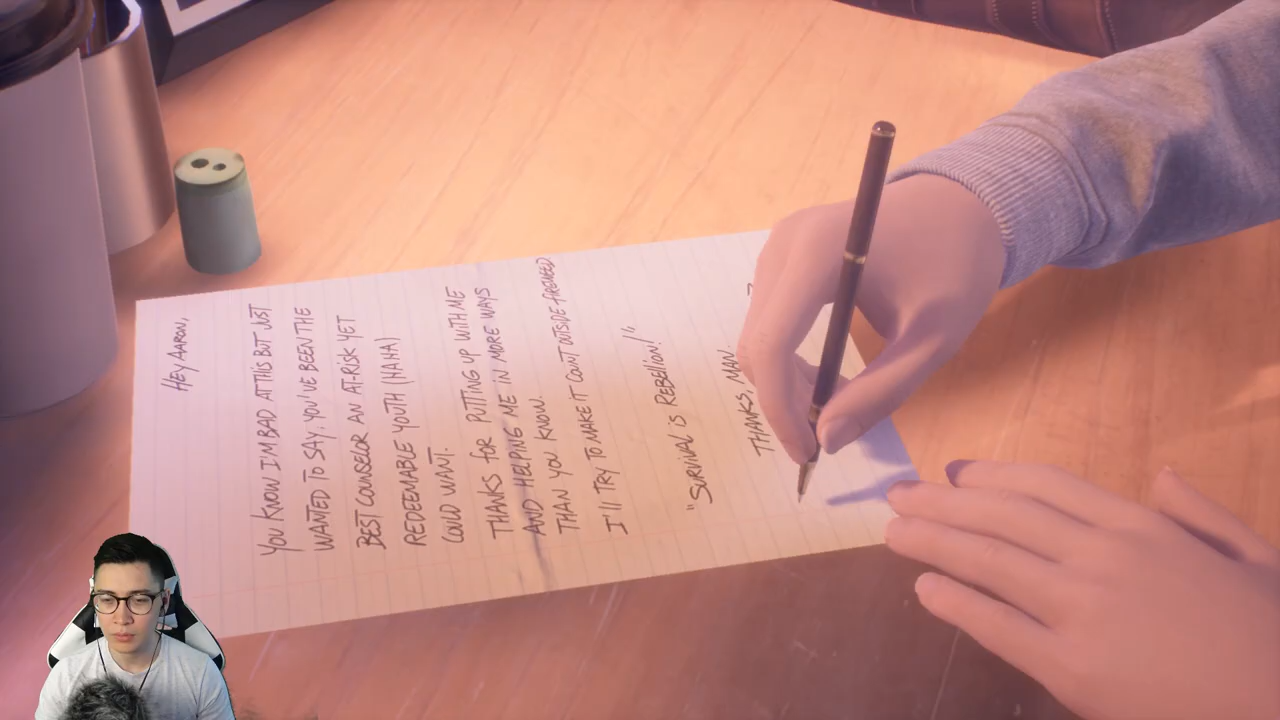 HEY AARON,
YOU KNOW I'M BAD AT THIS BUT JUST
WANTED TO SAY, YOU'VE BEEN THE
BEST COUNSELOR AN AT-RISK YET
REDEEMABLE YOUTH (HAHA)
COULD WANT.
THANKS FOR PUTTING UP WITH ME
AND HELPING ME IN MORE WAYS
THAN YOU KNOW.
I'LL TRY TO MAKE IT COUNT OUTSIDE FAIRWEED
"SURVIVAL IS REBELLION!",
THANKS, MAN.